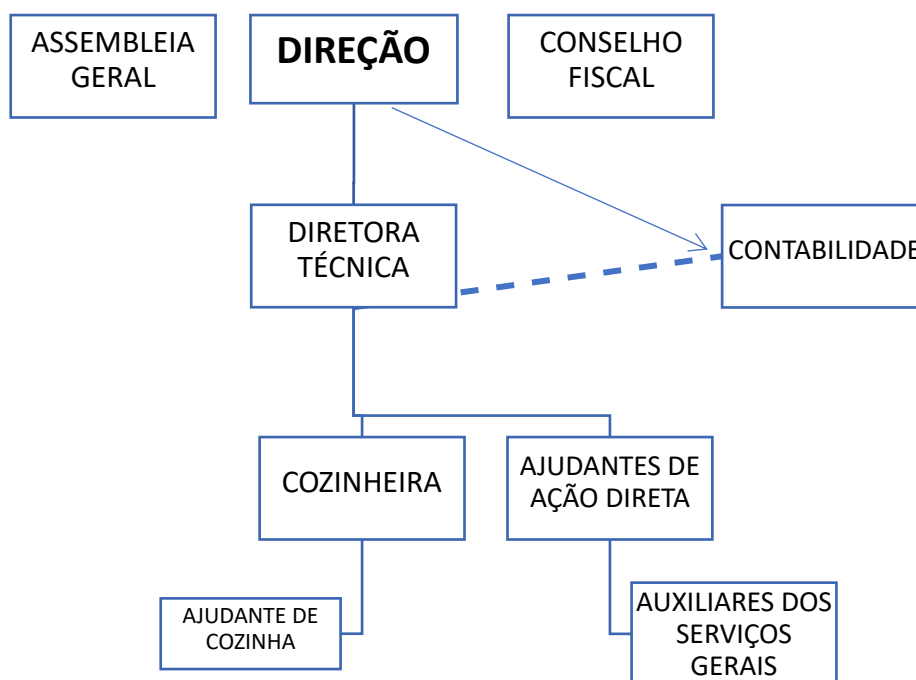 ASSEMBLEIA
GERAL
DIREÇÃO
CONSELHO
FISCAL
DIRETORA
TÉCNICA
CONTABILIDADE
COZINHEIRA
AJUDANTES DE
AÇÃO DIRETA
AJUDANTE DE
COZINHA
AUXILIARES DOS
SERVIÇOS
GERAIS